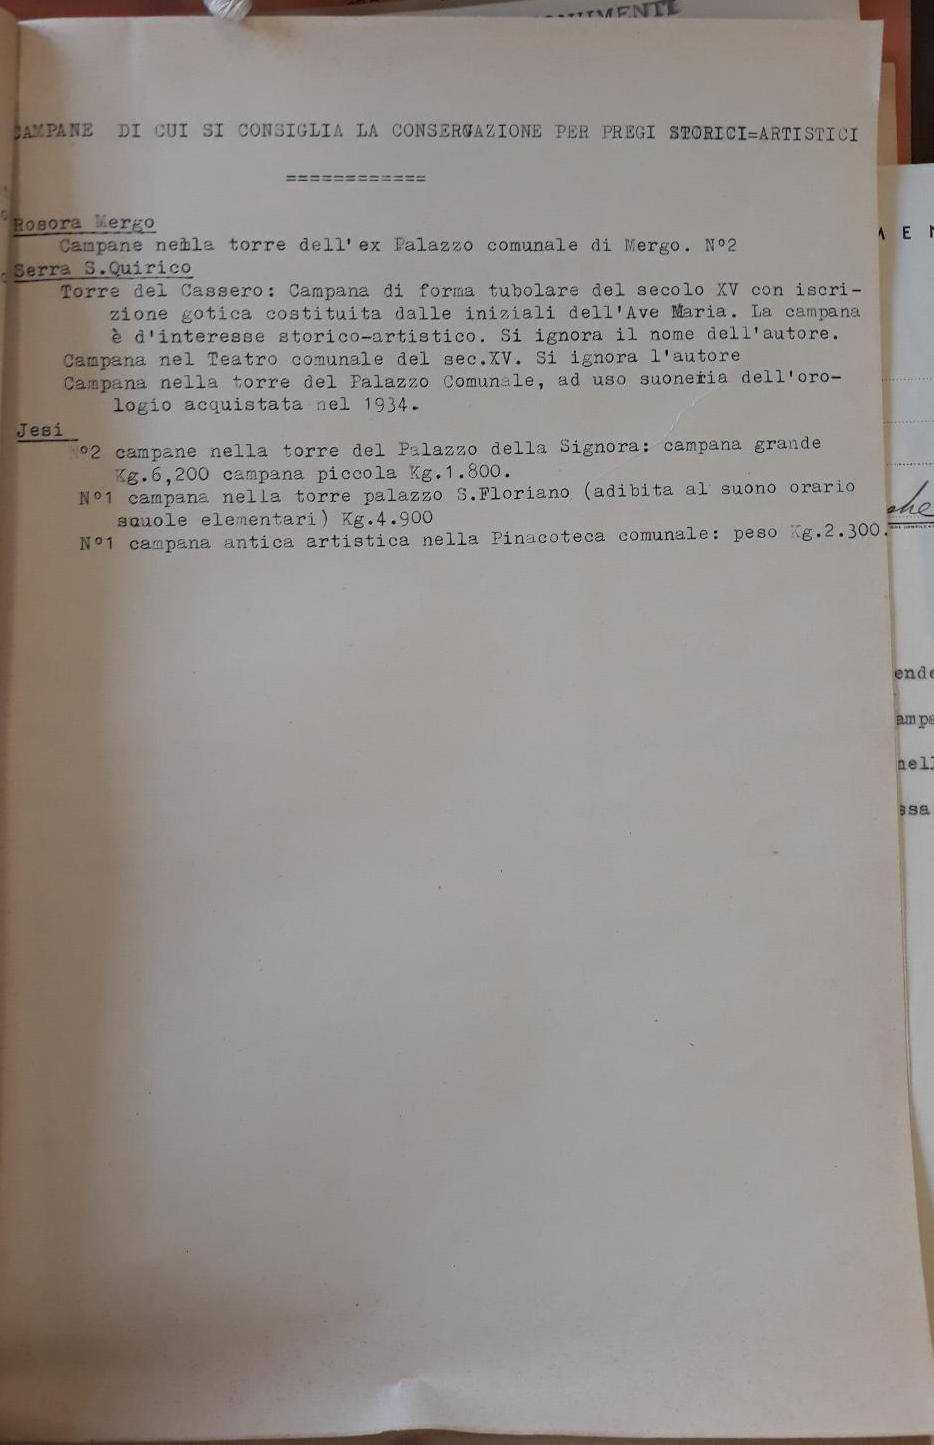 CAMPANE DI CUI SI CONSIGLIA LA CONSERVAZIONE PER PREGI STORICI=ARTISTICI
============
Rosora Mergo
Campane nella torre dell'ex Palazzo comunale di Mergo. N°2
Serra S.Quirico
Torre del Cassero: Campana di forma tubolare del secolo XV con iscri-
zione gotica costituita dalle iniziali dell'Ave Maria. La campana
è d'interesse storico-artistico. Si ignora il nome dell'autore.
Campana nel Teatro comunale del sec.XV. Si ignora l'autore
Campana nella torre del Palazzo Comunale, ad uso suoneria dell'oro-
logio acquistata nel 1934.
Jesi
N°2 campane nella torre del Palazzo della Signora: campana grande
Kg.6,200 campana piccola Kg.1.800.
N°1 campana nella torre palazzo S.Floriano (adibita al suono orario
scuole elementari) Kg.4.900
N°1 campana antica artistica nella Pinacoteca comunale: peso Kg.2.300.